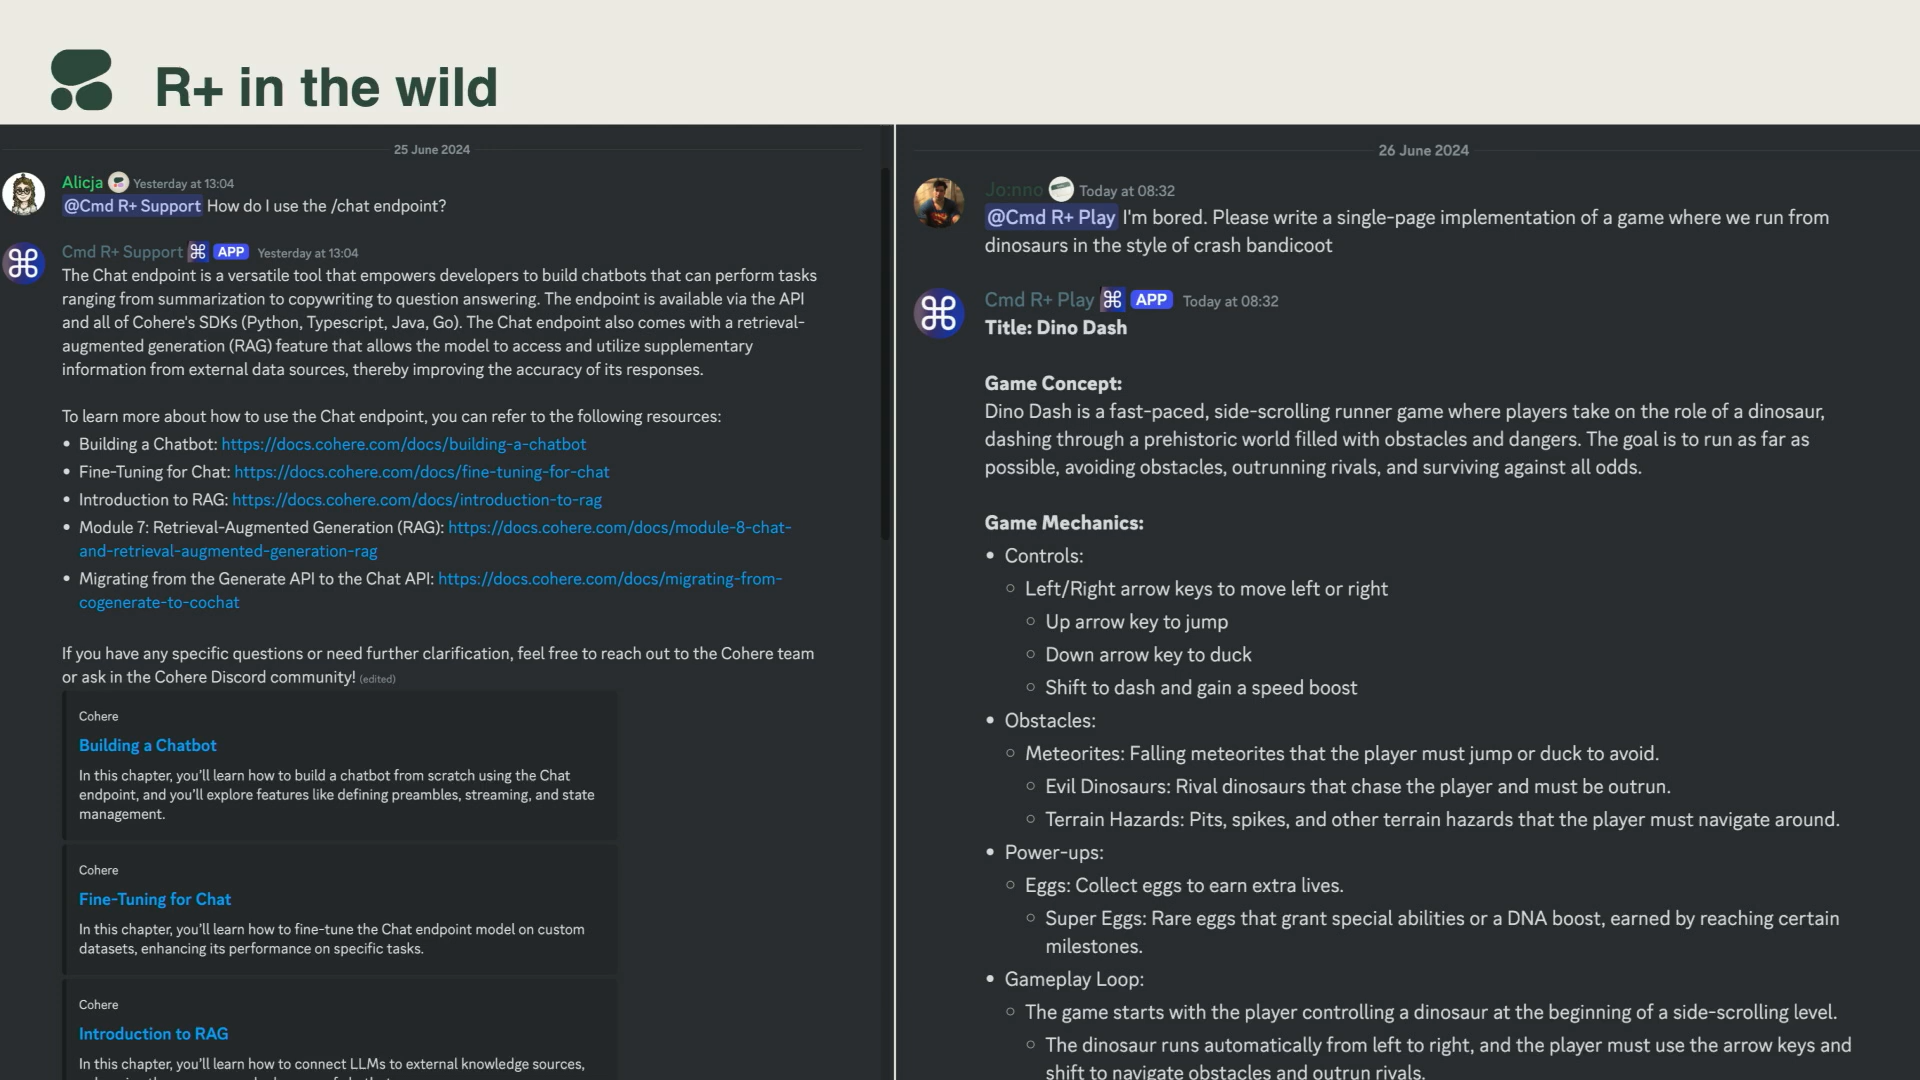 R+ in the wild
25 June 2024
Alicja Yesterday at 13:04
@Cmd R+ Support How do I use the /chat endpoint?
Cmd R+ Support APP Yesterday at 13:04
The Chat endpoint is a versatile tool that empowers developers to build chatbots that can perform tasks
ranging from summarization to copywriting to question answering. The endpoint is available via the API
and all of Cohere's SDKs (Python, Typescript, Java, Go). The Chat endpoint also comes with a retrieval-
augmented generation (RAG) feature that allows the model to access and utilize supplementary
information from external data sources, thereby improving the accuracy of its responses.
To learn more about how to use the Chat endpoint, you can refer to the following resources:
• Building a Chatbot: https://docs.cohere.com/docs/building-a-chatbot
• Fine-Tuning for Chat: https://docs.cohere.com/docs/fine-tuning-for-chat
• Introduction to RAG: https://docs.cohere.com/docs/introduction-to-rag
• Module 7: Retrieval-Augmented Generation (RAG): https://docs.cohere.com/docs/module-8-chat-
and-retrieval-augmented-generation-rag
• Migrating from the Generate API to the Chat API: https://docs.cohere.com/docs/migrating-from-
cogenerate-to-cochat
If you have any specific questions or need further clarification, feel free to reach out to the Cohere team
or ask in the Cohere Discord community! (edited)
Cohere
Building a Chatbot
In this chapter, you'll learn how to build a chatbot from scratch using the Chat
endpoint, and you'll explore features like defining preambles, streaming, and state
management.
Cohere
Fine-Tuning for Chat
In this chapter, you'll learn how to fine-tune the Chat endpoint model on custom
datasets, enhancing its performance on specific tasks.
Cohere
Introduction to RAG
In this chapter, you'll learn how to connect LLMs to external knowledge sources,
26 June 2024
Jo:nno Today at 08:32
@Cmd R+ Play I'm bored. Please write a single-page implementation of a game where we run from
dinosaurs in the style of crash bandicoot
Cmd R+ Play APP Today at 08:32
Title: Dino Dash
Game Concept:
Dino Dash is a fast-paced, side-scrolling runner game where players take on the role of a dinosaur,
dashing through a prehistoric world filled with obstacles and dangers. The goal is to run as far as
possible, avoiding obstacles, outrunning rivals, and surviving against all odds.
Game Mechanics:
• Controls:
◦ Left/Right arrow keys to move left or right
◦ Up arrow key to jump
◦ Down arrow key to duck
◦ Shift to dash and gain a speed boost
• Obstacles:
◦ Meteorites: Falling meteorites that the player must jump or duck to avoid.
◦ Evil Dinosaurs: Rival dinosaurs that chase the player and must be outrun.
◦ Terrain Hazards: Pits, spikes, and other terrain hazards that the player must navigate around.
• Power-ups:
◦ Eggs: Collect eggs to earn extra lives.
◦ Super Eggs: Rare eggs that grant special abilities or a DNA boost, earned by reaching certain
milestones.
• Gameplay Loop:
◦ The game starts with the player controlling a dinosaur at the beginning of a side-scrolling level.
◦ The dinosaur runs automatically from left to right, and the player must use the arrow keys and
shift to navigate obstacles and outrun rivals.